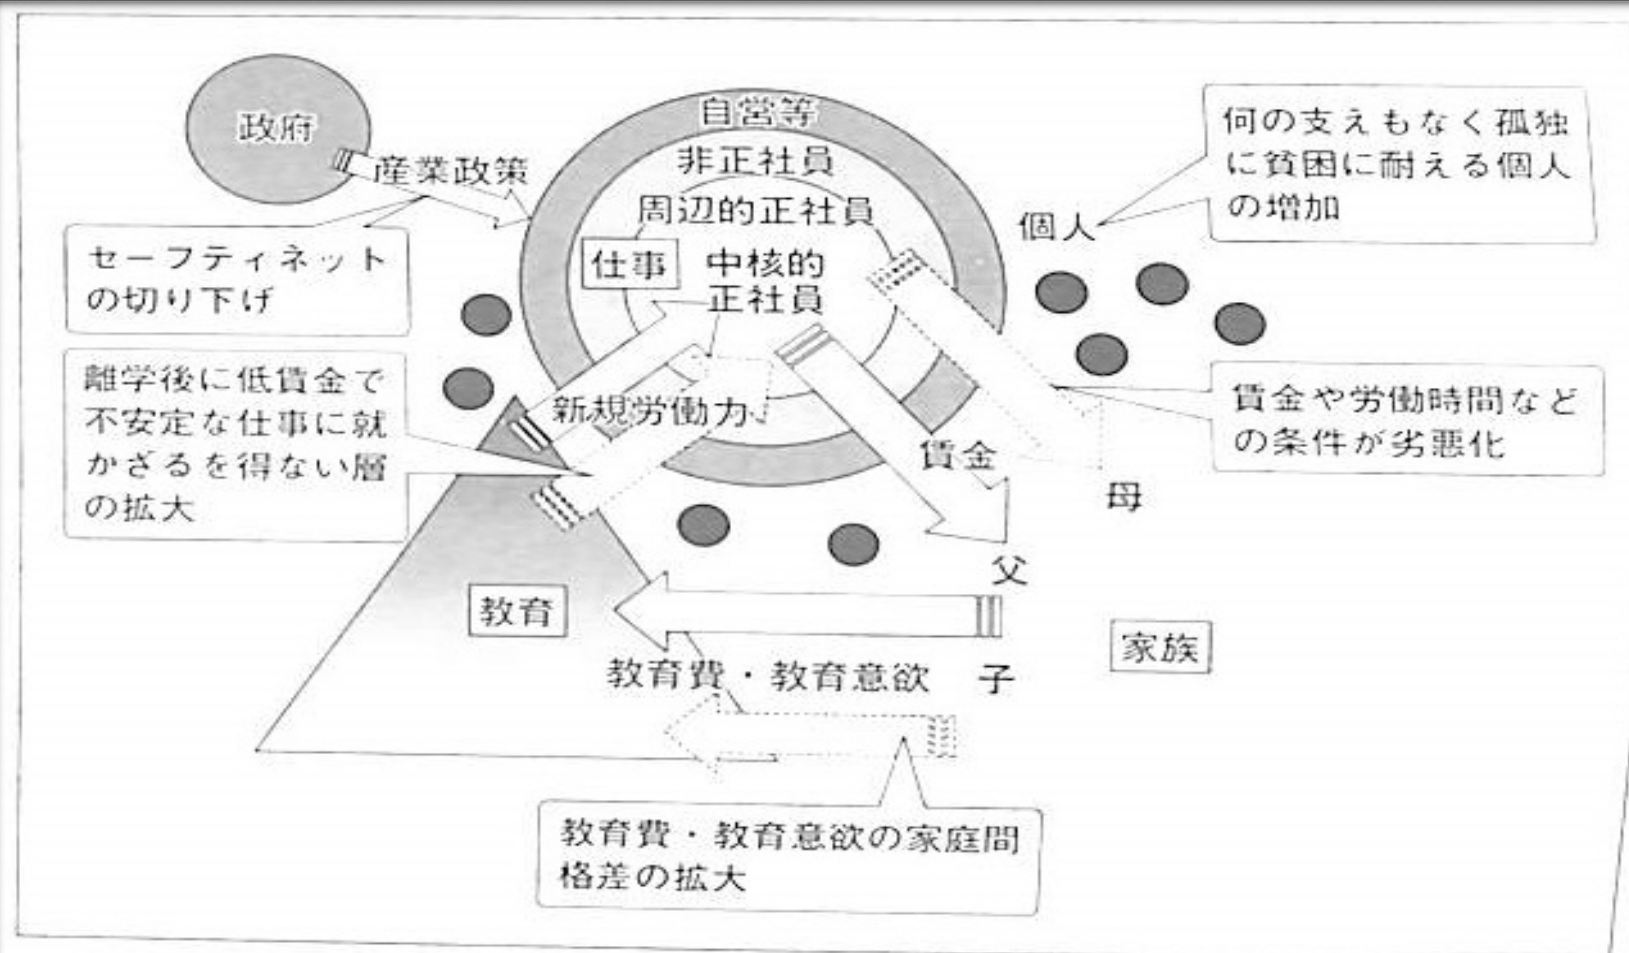 政府
産業政策
セーフティネット
の切り下げ
離学後に低賃金で
不安定な仕事に就
かざるを得ない層
の拡大
自営等
非正社員
周辺的正社員
仕事
中核的
正社員
新規労働力
個人
何の支えもなく孤独
に貧困に耐える個人
の増加
賃金や労働時間など
の条件が劣悪化
賃金
母
父
教育
家族
教育費・教育意欲
子
教育費・教育意欲の家庭間
格差の拡大